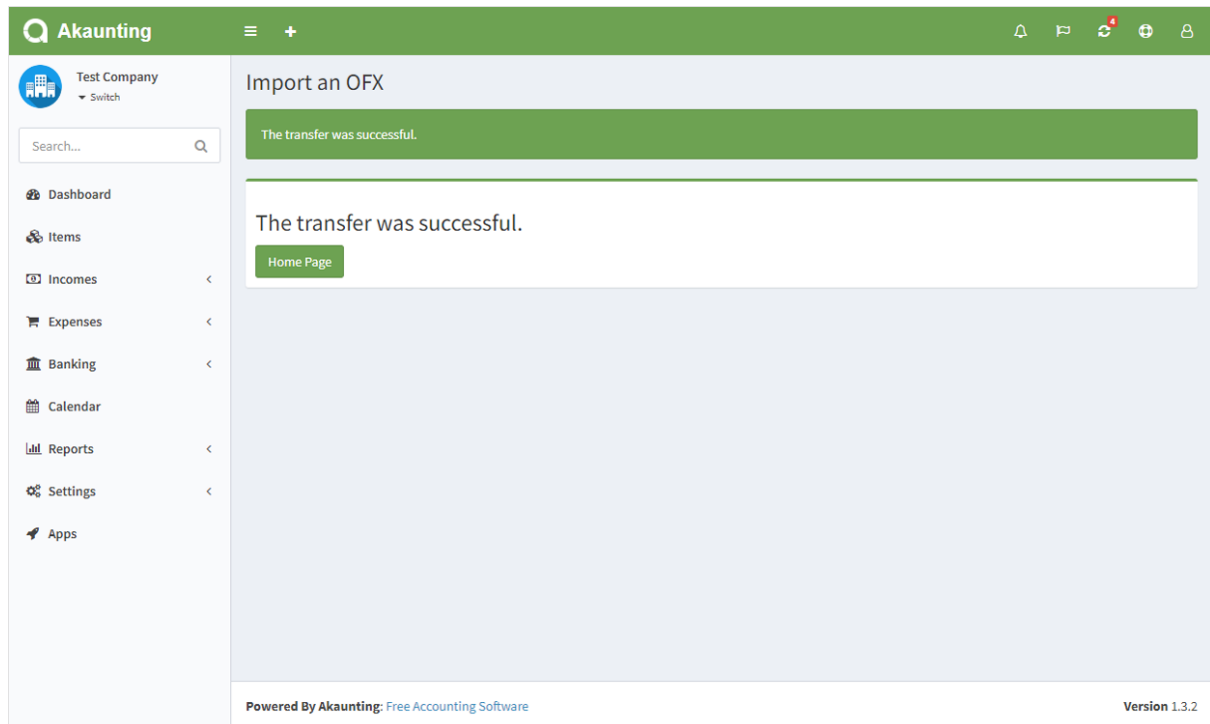 Akaunting
4
Test Company
Switch
Search...
Dashboard
Items
Incomes
Expenses
Banking
Calendar
Reports
Settings
Apps
Import an OFX
The transfer was successful.
The transfer was successful.
Home Page
Powered By Akaunting: Free Accounting Software
Version 1.3.2